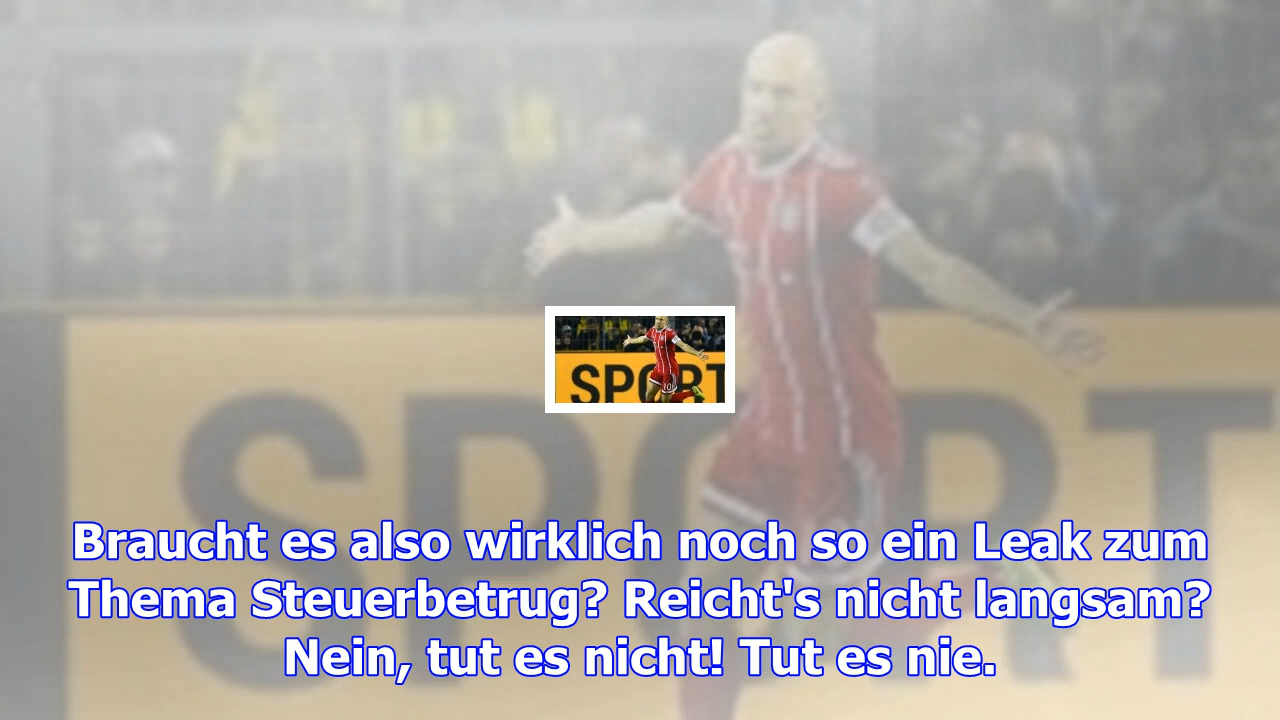 SPORT
10
Braucht es also wirklich noch so ein Leak zum
Thema Steuerbetrug? Reicht's nicht langsam?
Nein, tut es nicht! Tut es nie.